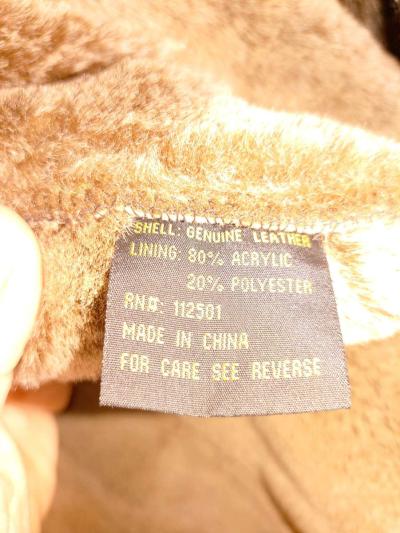 SHELL: GENUINE LEATHER
LINING: 80% ACRYLIC
20% POLYESTER
RN#: 112501
MADE IN CHINA
FOR CARE SEE REVERSE